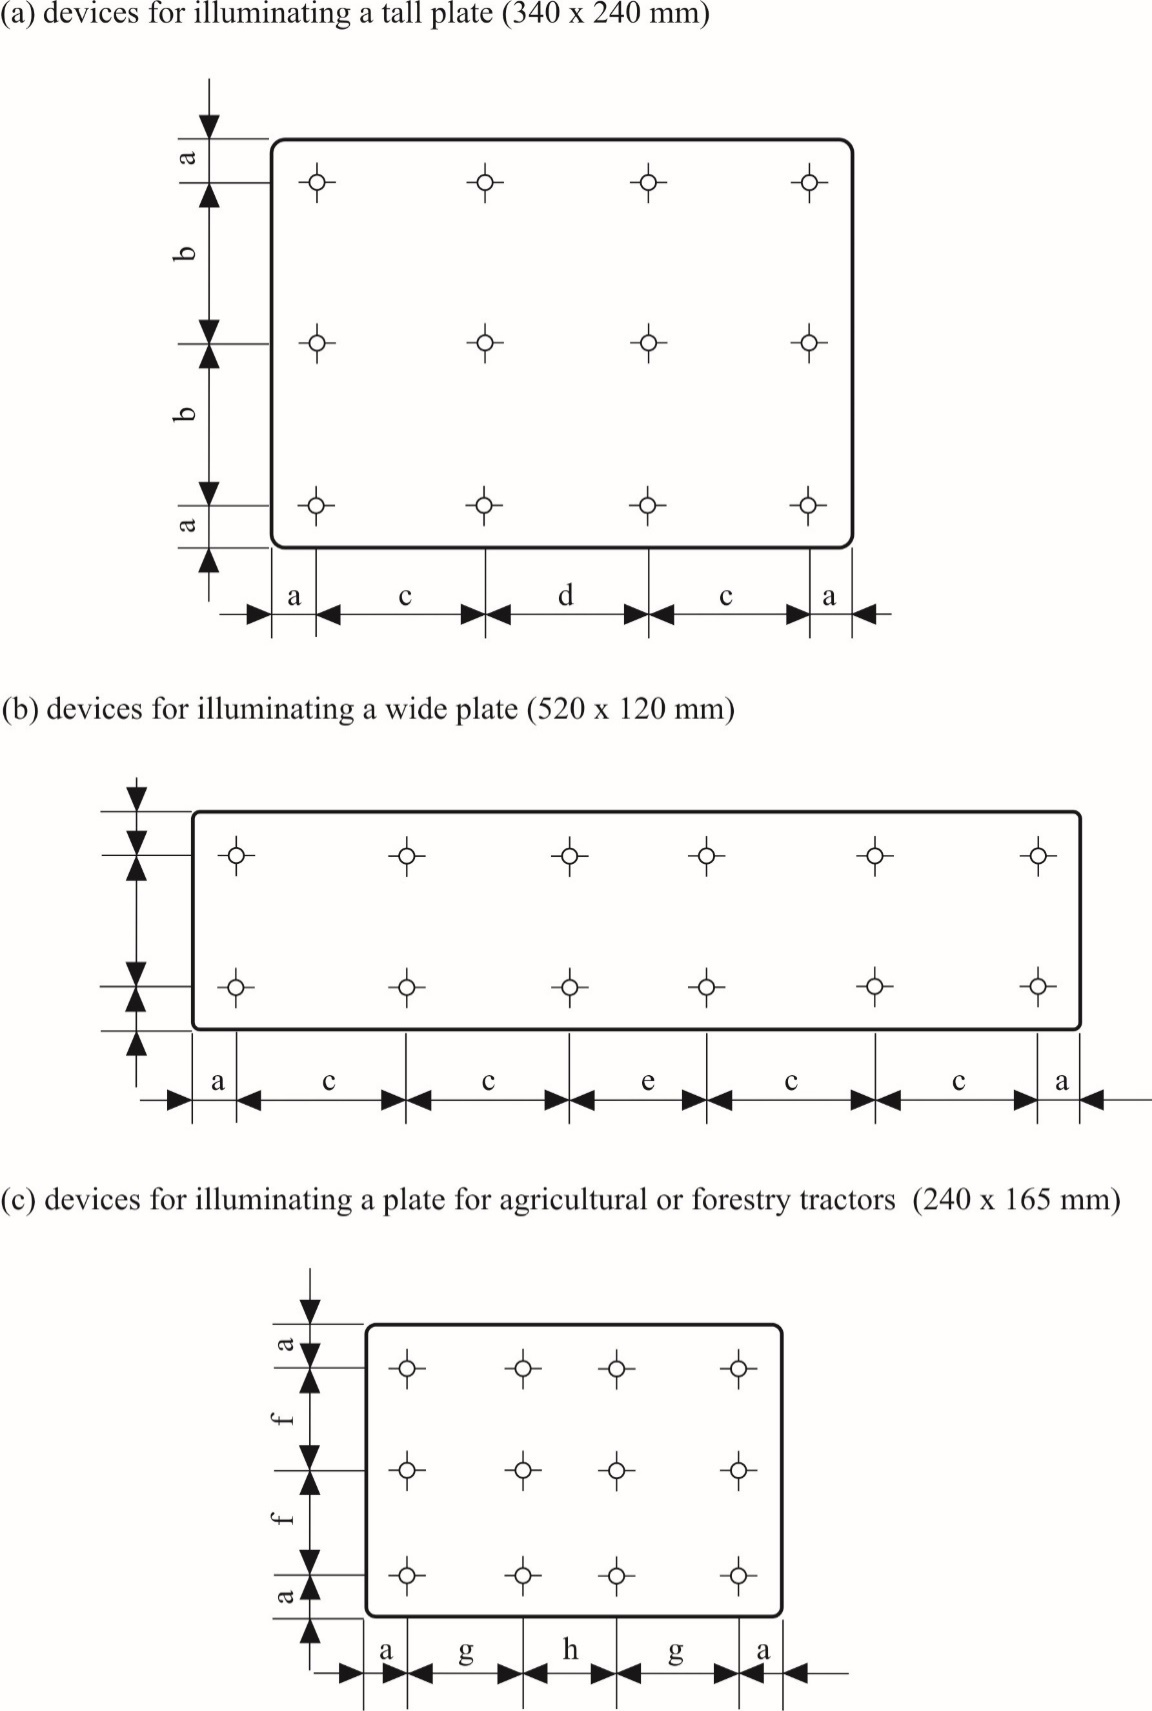 (a) devices for illuminating a tall plate (340 x 240 mm)
a
b
b
a
a c d c a
(b) devices for illuminating a wide plate (520 x 120 mm)
a c c e c c a
(c) devices for illuminating a plate for agricultural or forestry tractors (240 x 165 mm)
a
f
f
a
a g h g a